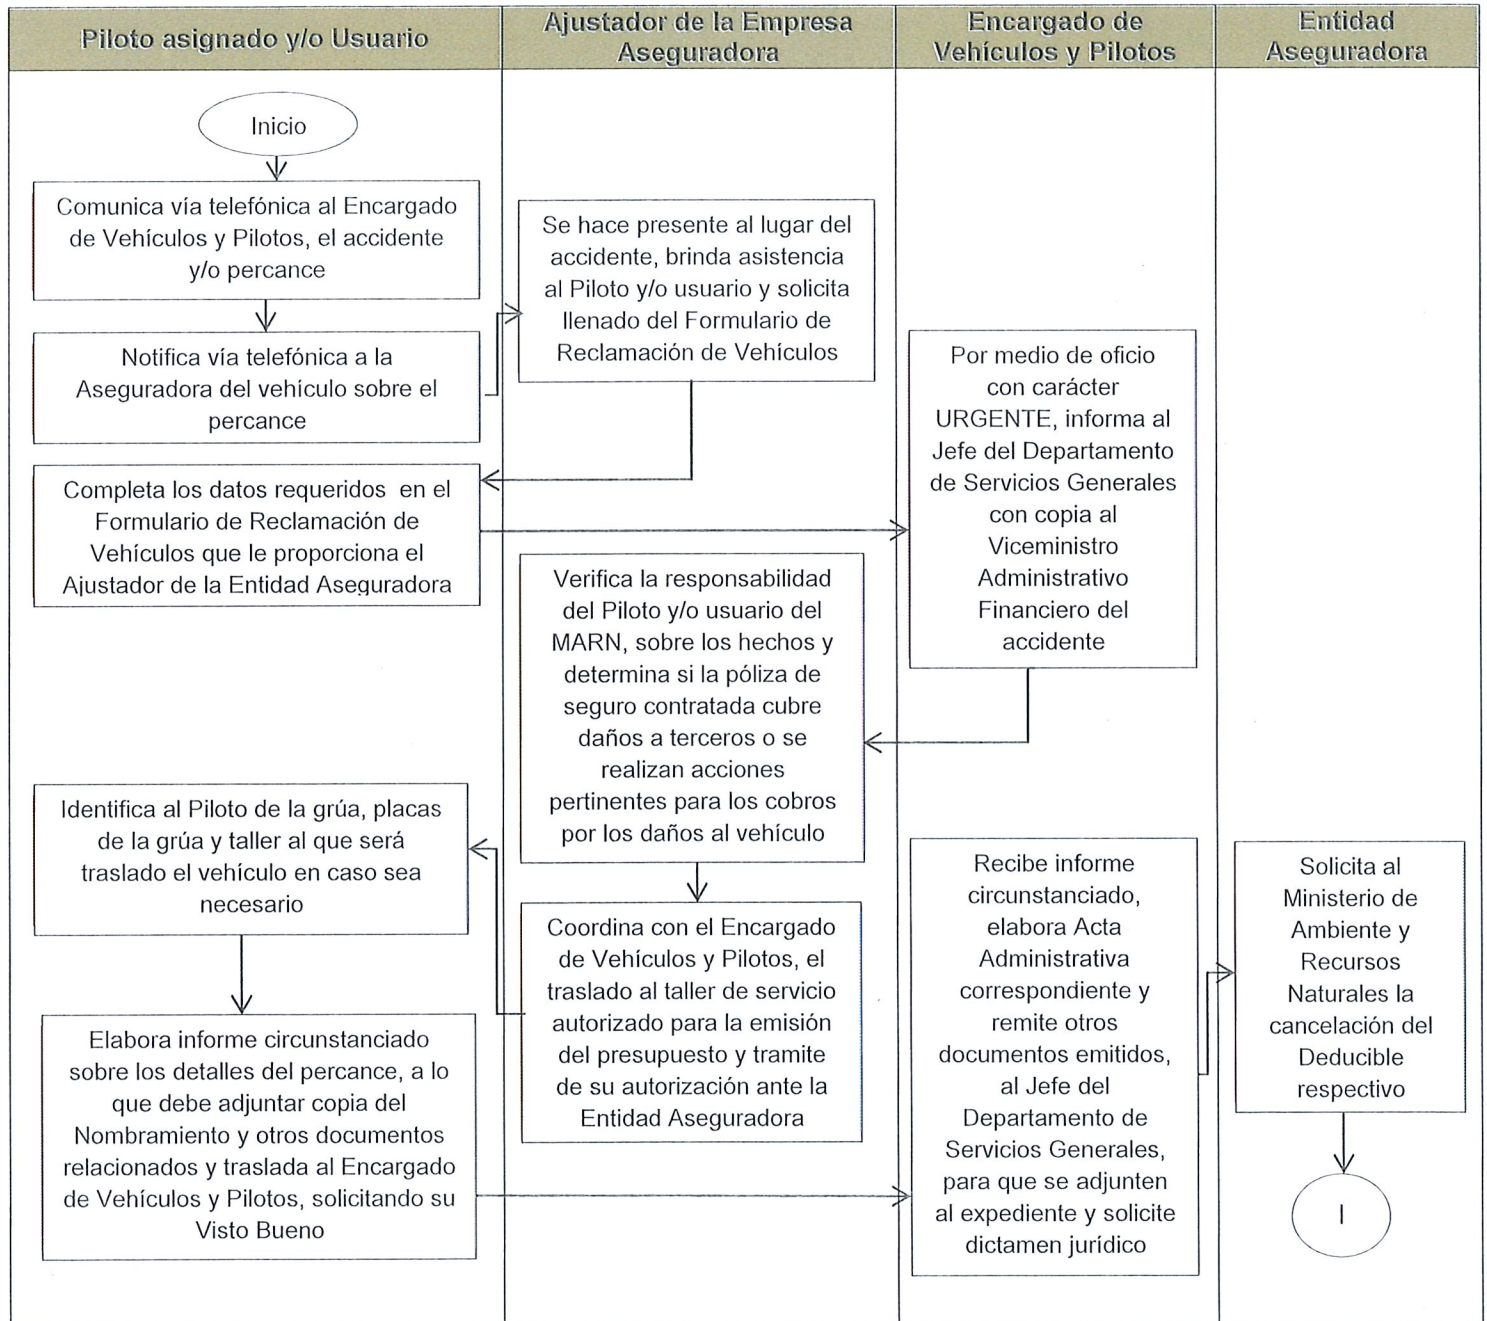 Piloto asignado y/o Usuario
Ajustador de la Empresa
Aseguradora
Encargado de
Vehículos y Pilotos
Entidad
Aseguradora
Inicio
Comunica vía telefónica al Encargado
de Vehículos y Pilotos, el accidente
y/o percance
Notifica vía telefónica a la
Aseguradora del vehículo sobre el
percance
Se hace presente al lugar del
accidente, brinda asistencia
al Piloto y/o usuario y solicita
llenado del Formulario de
Reclamación de Vehículos
Completa los datos requeridos en el
Formulario de Reclamación de
Vehículos que le proporciona el
Ajustador de la Entidad Aseguradora
Por medio de oficio
con carácter
URGENTE, informa al
Jefe del Departamento
de Servicios Generales
con copia al
Viceministro
Administrativo
Financiero del
accidente
Verifica la responsabilidad
del Piloto y/o usuario del
MARN, sobre los hechos y
determina si la póliza de
seguro contratada cubre
daños a terceros o se
realizan acciones
pertinentes para los cobros
por los daños al vehículo
Coordina con el Encargado
de Vehículos y Pilotos, el
traslado al taller de servicio
autorizado para la emisión
del presupuesto y tramite
de su autorización ante la
Entidad Aseguradora
Identifica al Piloto de la grúa, placas
de la grúa y taller al que será
traslado el vehículo en caso sea
necesario
Elabora informe circunstanciado
sobre los detalles del percance, a lo
que debe adjuntar copia del
Nombramiento y otros documentos
relacionados y traslada al Encargado
de Vehículos y Pilotos, solicitando su
Visto Bueno
Recibe informe
circunstanciado,
elabora Acta
Administrativa
correspondiente y
remite otros
documentos emitidos,
al Jefe del
Departamento de
Servicios Generales,
para que se adjunten
al expediente y solicite
dictamen jurídico
Solicita al
Ministerio de
Ambiente y
Recursos
Naturales la
cancelación del
Deducible
respectivo
I